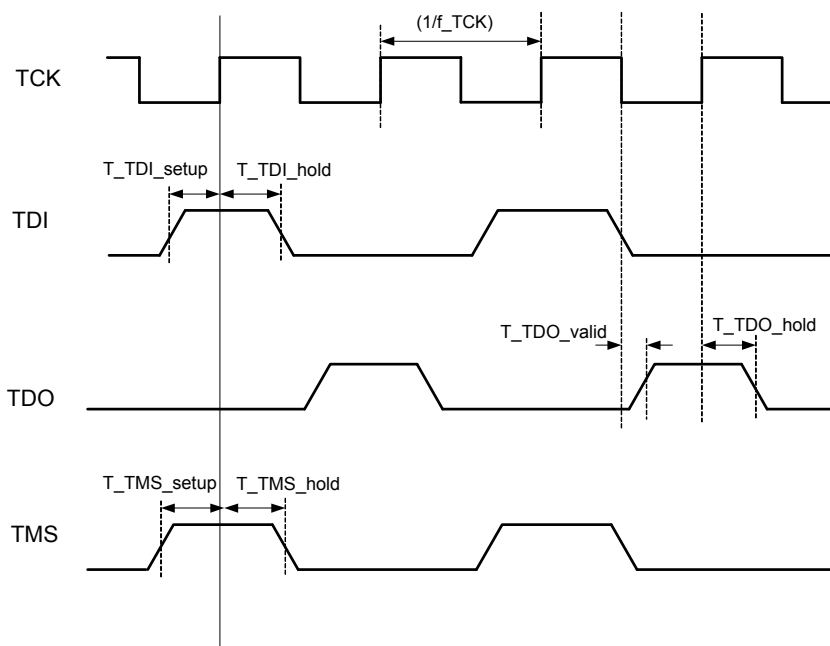 (1/f_TCK)
TCK
T_TDI_setup T_TDI_hold
TDI
T_TDO_valid T_TDO_hold
TDO
T_TMS_setup T_TMS_hold
TMS